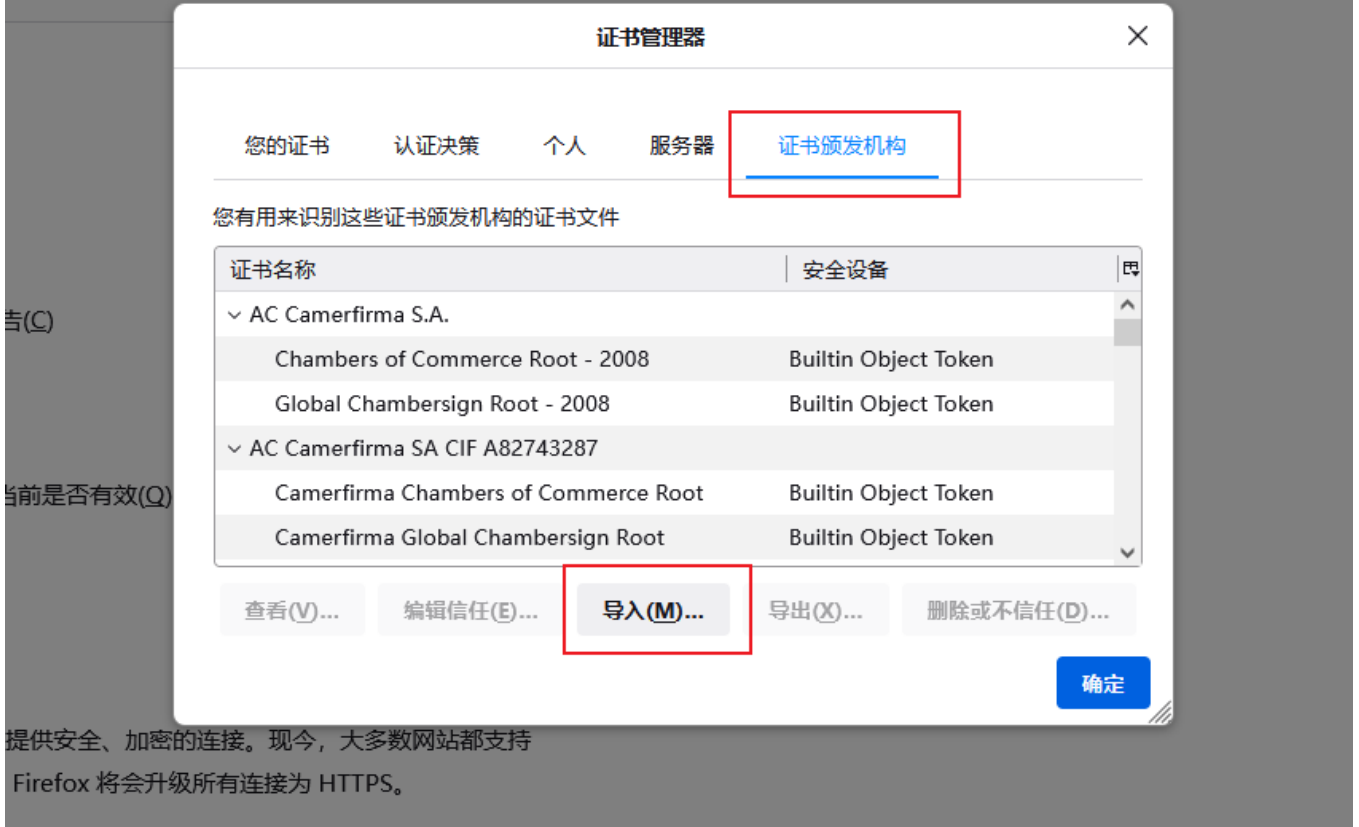 证书管理器
您的证书 认证决策 个人 服务器 证书颁发机构
您有用来识别这些证书颁发机构的证书文件
证书名称 安全设备
AC Camerfirma S.A.
Chambers of Commerce Root - 2008 Builtin Object Token
Global Chambersign Root - 2008 Builtin Object Token
告(C)
AC Camerfirma SA CIF A82743287
Camerfirma Chambers of Commerce Root Builtin Object Token
当前是否有效(Q)
Camerfirma Global Chambersign Root Builtin Object Token
查看(V)... 编辑信任(E)... 导入(M)... 导出(X)... 删除或不信任(D)...
确定
提供安全、加密的连接。现今，大多数网站都支持
Firefox 将会升级所有连接为 HTTPS。